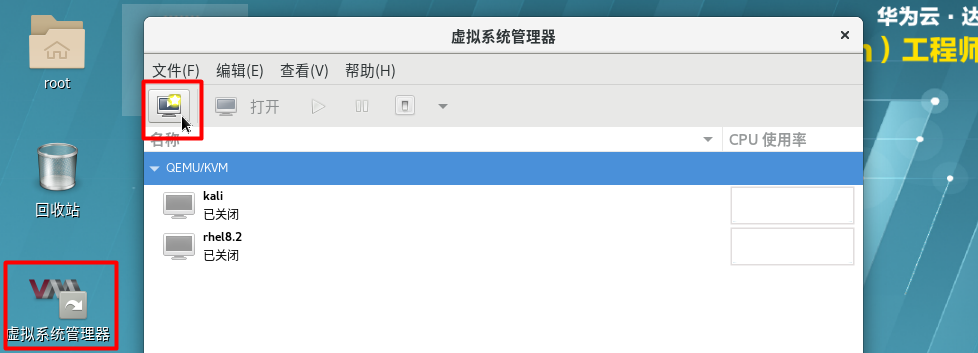 华为云·达
) 工程师
root
回收站
虚拟系统管理器
虚拟系统管理器
文件(F) 编辑(E) 查看(V) 帮助(H)
打开
名称 CPU 使用率
QEMU/KVM
kali
已关闭
rhel8.2
已关闭